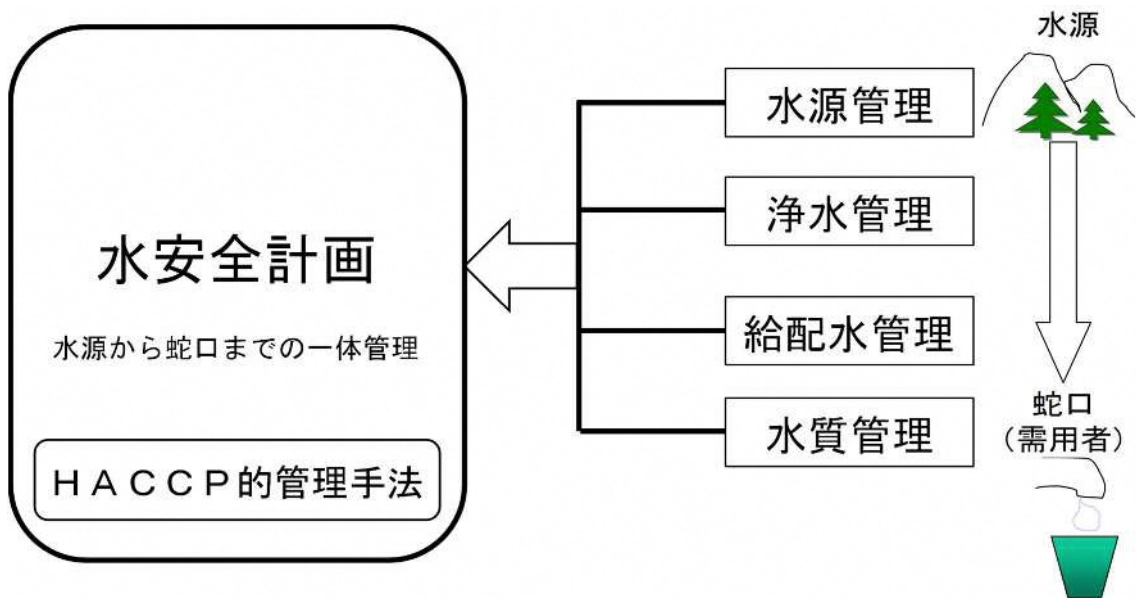 水安全計画
水源から蛇口までの一体管理
ＨＡＣＣＰ的管理手法
水源管理
浄水管理
給配水管理
水質管理
水源
蛇口
（需用者）